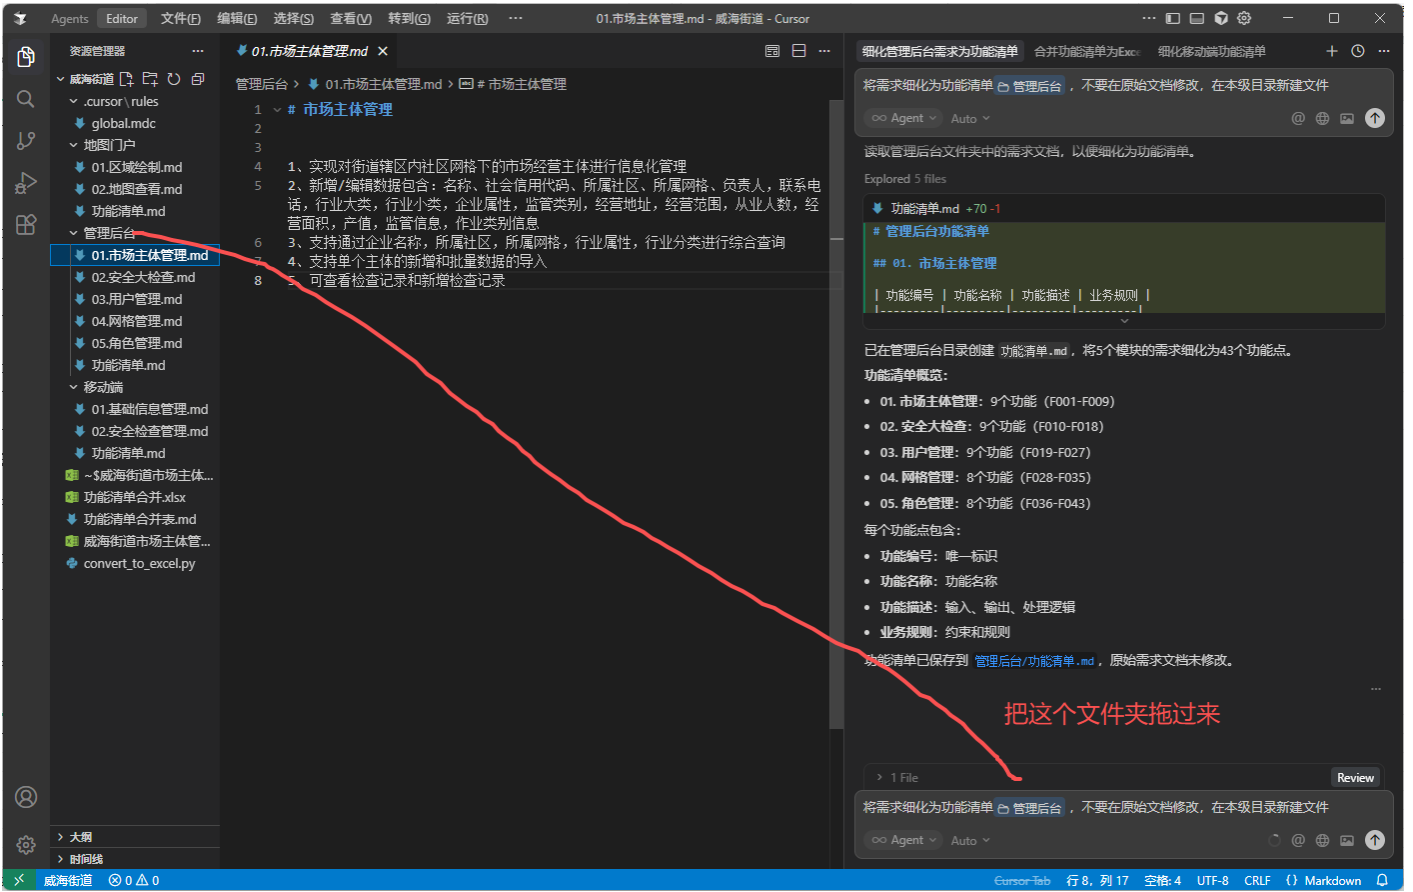 Agents Editor 文件(F) 编辑(E) 选择(S) 查看(V) 转到(G) 运行(R) ··· 01.市场主体管理.md - 威海街道 - Cursor
资源管理器
威海街道
.cursor\rules
global.mdc
地图门户
01.区域绘制.md
02.地图查看.md
功能清单.md
管理后台
01.市场主体管理.md
02.安全大检查.md
03.用户管理.md
04.网格管理.md
05.角色管理.md
功能清单.md
移动端
01.基础信息管理.md
02.安全检查管理.md
功能清单.md
~$威海街道市场主体...
功能清单合并.xlsx
功能清单合并表.md
威海街道市场主体管...
convert_to_excel.py
大纲
时间线
01.市场主体管理.md
管理后台 > 01.市场主体管理.md > # 市场主体管理
1 # 市场主体管理
2
3
4 1、实现对街道辖区内社区网格下的市场经营主体进行信息化管理
5 2、新增/编辑数据包含：名称、社会信用代码、所属社区、所属网格、负责人，联系电
话，行业大类，行业小类，企业属性，监管类别，经营地址，经营范围，从业人数，经
营面积，产值，监管信息，作业类别信息
6 3、支持通过企业名称，所属社区，所属网格，行业属性，行业分类进行综合查询
7 4、支持单个主体的新增和批量数据的导入
8 5、可查看检查记录和新增检查记录
细化管理后台需求为功能清单 合并功能清单为Exce 细化移动端功能清单
将需求细化为功能清单 管理后台 ，不要在原始文档修改，在本级目录新建文件
Agent Auto
读取管理后台文件夹中的需求文档，以便细化为功能清单。
Explored 5 files
功能清单.md +70 -1
# 管理后台功能清单
## 01. 市场主体管理
| 功能编号 | 功能名称 | 功能描述 | 业务规则 |
|---------|---------|---------|---------|
已在管理后台目录创建 功能清单.md，将5个模块的需求细化为43个功能点。
功能清单概览：
• 01. 市场主体管理：9个功能（F001-F009）
• 02. 安全大检查：9个功能（F010-F018）
• 03. 用户管理：9个功能（F019-F027）
• 04. 网格管理：8个功能（F028-F035）
• 05. 角色管理：8个功能（F036-F043）
每个功能点包含：
• 功能编号：唯一标识
• 功能名称：功能名称
• 功能描述：输入、输出、处理逻辑
• 业务规则：约束和规则
功能清单已保存到 管理后台/功能清单.md，原始需求文档未修改。
把这个文件夹拖过来
1 File Review
将需求细化为功能清单 管理后台 ，不要在原始文档修改，在本级目录新建文件
Agent Auto
威海街道 0 0 Cursor Tab 行 8，列 17 空格: 4 UTF-8 CRLF {} Markdown